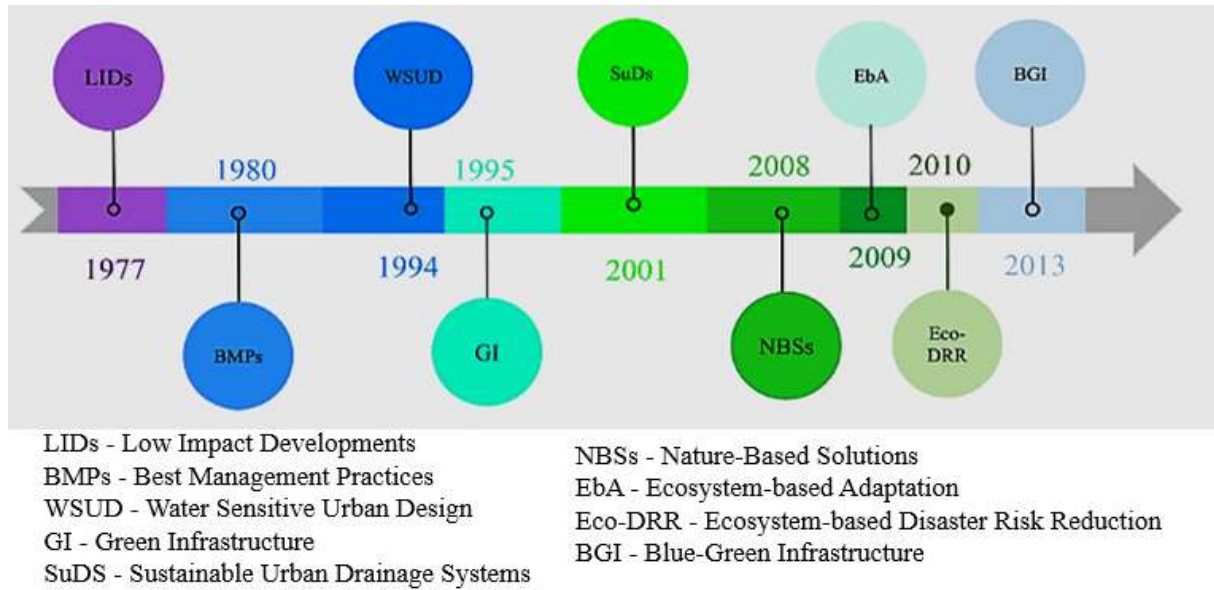 LIDs
WSUD
SuDs
EbA
BGI
1980
1995
2008
2010
1977
1994
2001
2009
2013
BMPs
GI
NBSs
Eco-
DRR
LIDs - Low Impact Developments
BMPs - Best Management Practices
WSUD - Water Sensitive Urban Design
GI - Green Infrastructure
SuDS - Sustainable Urban Drainage Systems
NBSs - Nature-Based Solutions
EbA - Ecosystem-based Adaptation
Eco-DRR - Ecosystem-based Disaster Risk Reduction
BGI - Blue-Green Infrastructure